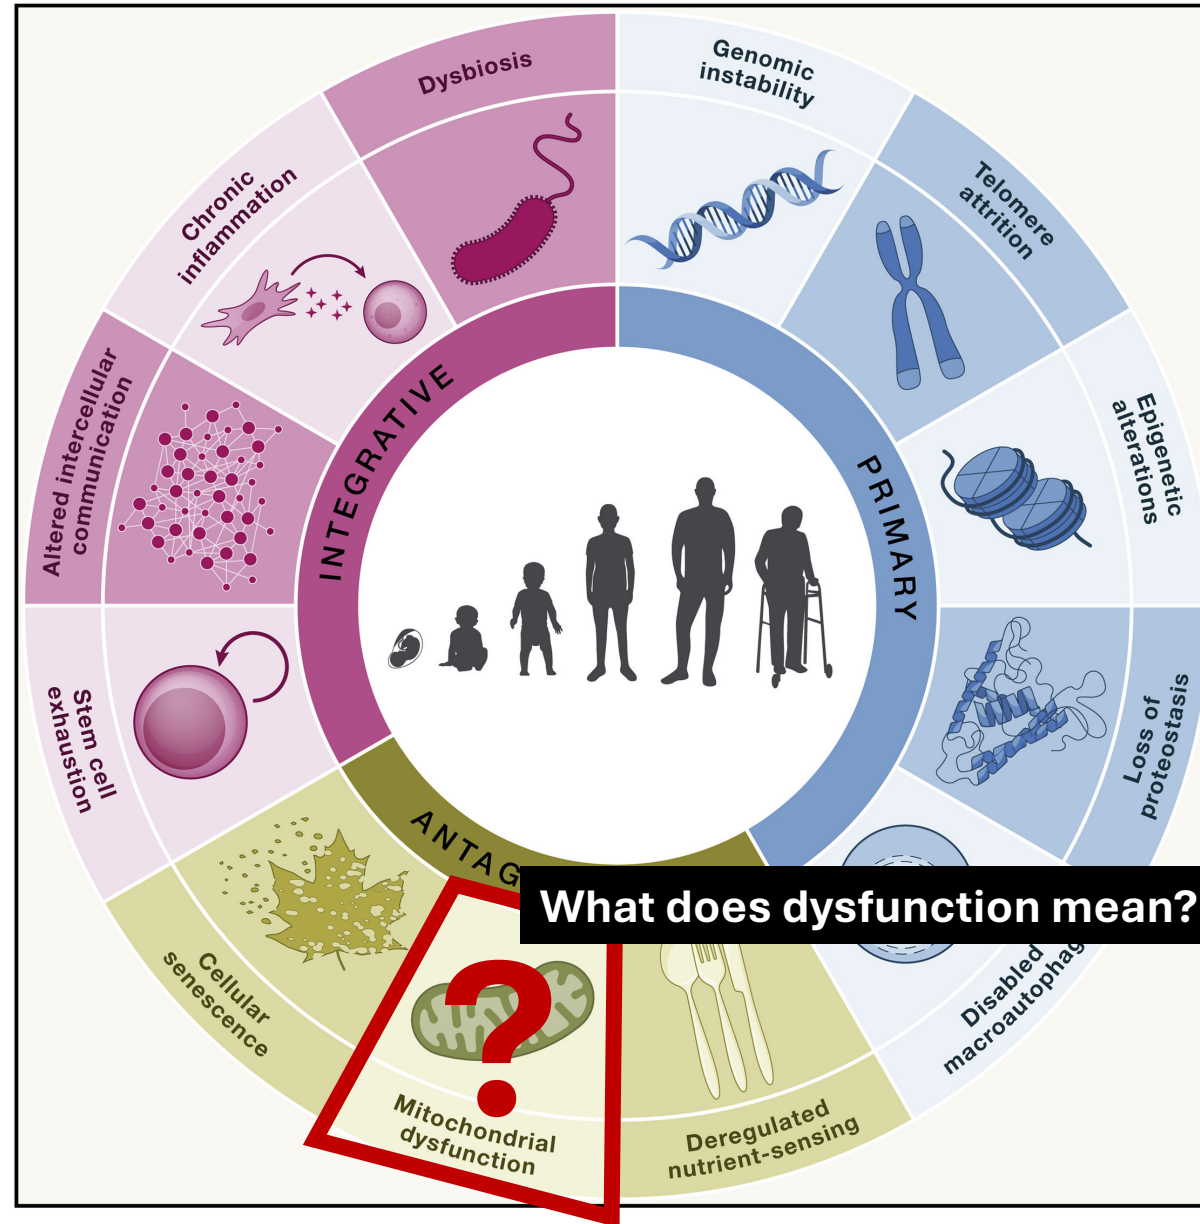 Dysbiosis
Genomic
instability
Telomere
attrition
Epigenetic
alterations
Loss of
proteostasis
Disabled
macroautophag
Deregulated
nutrient-sensing
Mitochondrial
dysfunction
Cellular
senescence
Stem cell
exhaustion
Altered intercellular
communication
Chronic
inflammation
INTEGRATIVE
PRIMARY
ANTAG
What does dysfunction mean?
?